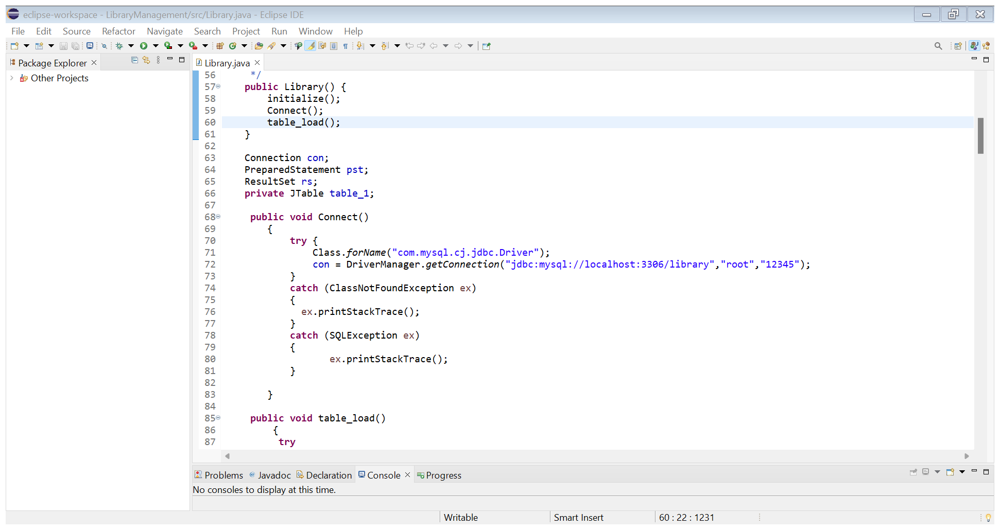 eclipse-workspace - LibraryManagement/src/Library.java - Eclipse IDE
File Edit Source Refactor Navigate Search Project Run Window Help
Package Explorer
Library.java
Other Projects
56 */
57 public Library() {
58 initialize();
59 Connect();
60 table_load();
61 }
62
63 Connection con;
64 PreparedStatement pst;
65 ResultSet rs;
66 private JTable table_1;
67
68 public void Connect()
69 {
70 try {
71 Class.forName("com.mysql.cj.jdbc.Driver");
72 con = DriverManager.getConnection("jdbc:mysql://localhost:3306/library","root","12345");
73 }
74 catch (ClassNotFoundException ex)
75 {
76 ex.printStackTrace();
77 }
78 catch (SQLException ex)
79 {
80 ex.printStackTrace();
81 }
82
83 }
84
85 public void table_load()
86 {
87 try
Problems @ Javadoc Declaration Console Progress
No consoles to display at this time.
Writable Smart Insert 60 : 22 : 1231